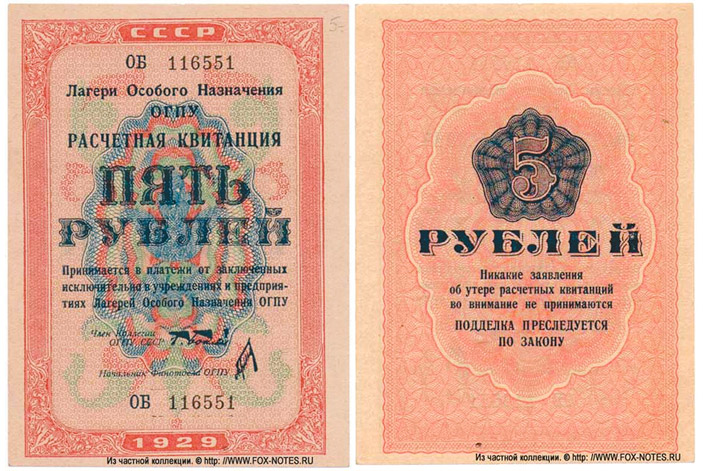 СССР
5-
ОБ 116551
Лагери Особого Назначения
ОГПУ
РАСЧЕТНАЯ КВИТАНЦИЯ
ПЯТЬ
РУБЛЕЙ
Принимается в платежи от заключенных
исключительно в учреждениях и предприя-
тиях Лагерей Особого Назначения ОГПУ
Член Коллегии
ОГПУ СССР
Начальник Финотдела ОГПУ
ОБ 116551
1929
Из частной коллекции. © http: //WWW.FOX-NOTES.RU
5
РУБЛЕЙ
Никакие заявления
об утере расчетных квитанций
во внимание не принимаются
ПОДДЕЛКА ПРЕСЛЕДУЕТСЯ
ПО ЗАКОНУ
Из частной коллекции. © http: //WWW.FOX-NOTES.RU